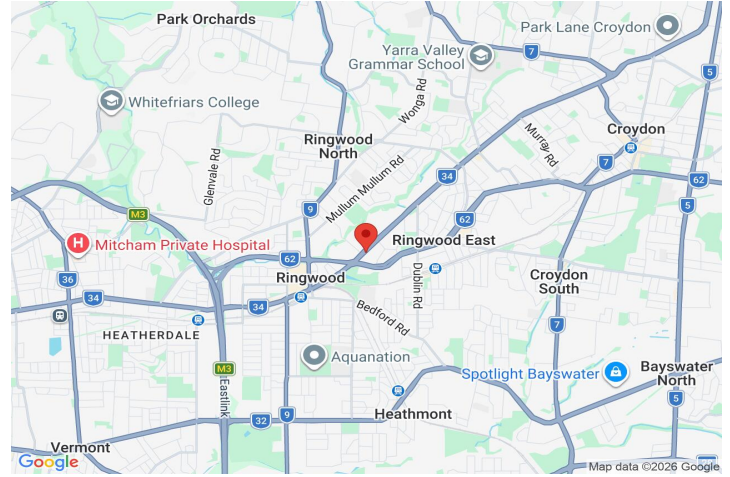 Park Orchards
Park Lane Croydon
7
Yarra Valley
Grammar School
5
Whitefriars College
Wonga Rd
Murray Rd
Croydon
Ringwood
North
Glenvale Rd
Mullum Mullum Rd
7
34
62
9
5
M3
62
H
Mitcham Private Hospital
Ringwood East
62
36
Ringwood
Dublin Rd
Croydon
South
34
34
Bedford Rd
7
HEATHERDALE
Aquanation
M3
Eastlink
Spotlight Bayswater
Bayswater
North
5
9
32
Heathmont
Vermont
Google
Map data ©2026 Google